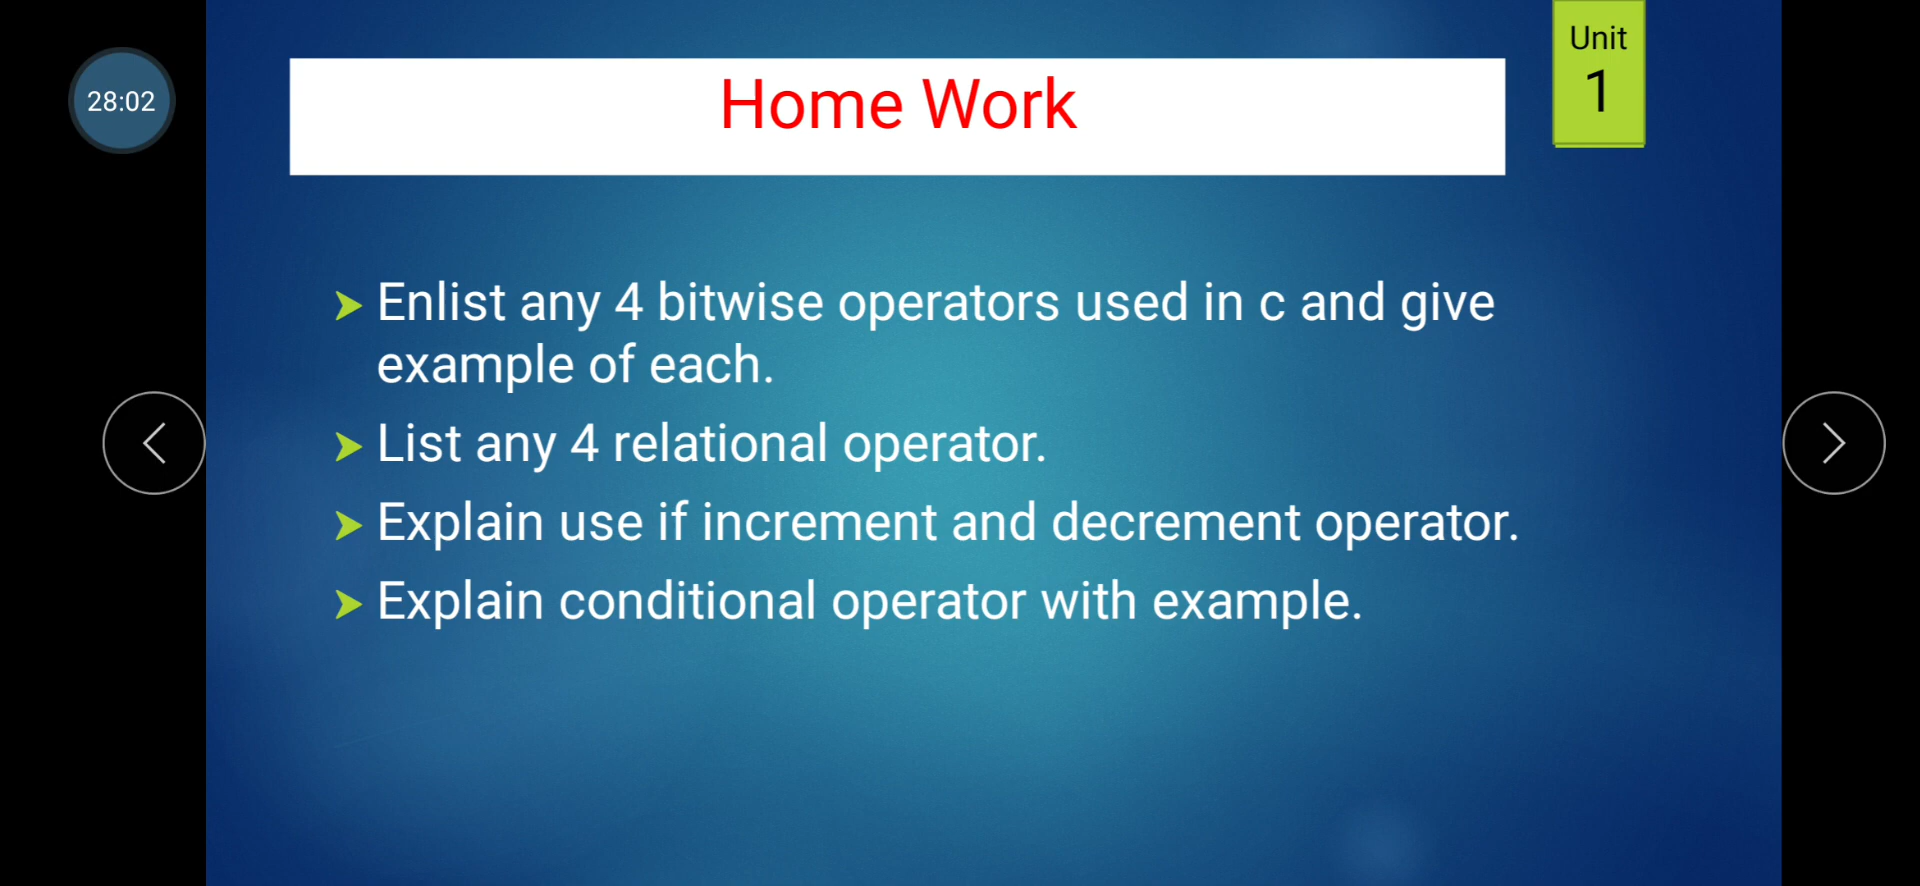 28:02
Home Work
Unit
1
Enlist any 4 bitwise operators used in c and give
example of each.
List any 4 relational operator.
Explain use if increment and decrement operator.
Explain conditional operator with example.